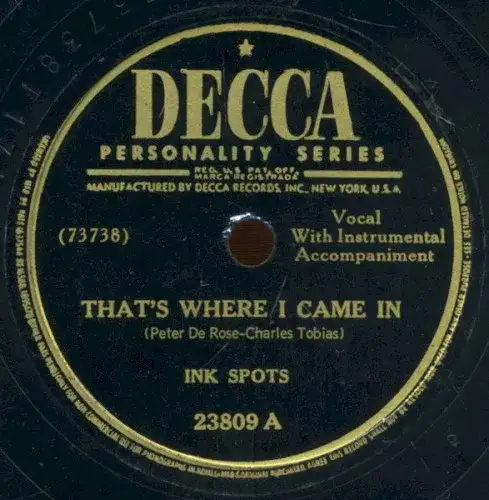 DECCA
PERSONALITY SERIES
REG. U.S. PAT. OFF.
MARCA REGISTRADA
MANUFACTURED BY DECCA RECORDS, INC., NEW YORK, U.S.A.
(73738)
Vocal
With Instrumental
Accompaniment
THAT'S WHERE I CAME IN
(Peter De Rose-Charles Tobias)
INK SPOTS
23809 A